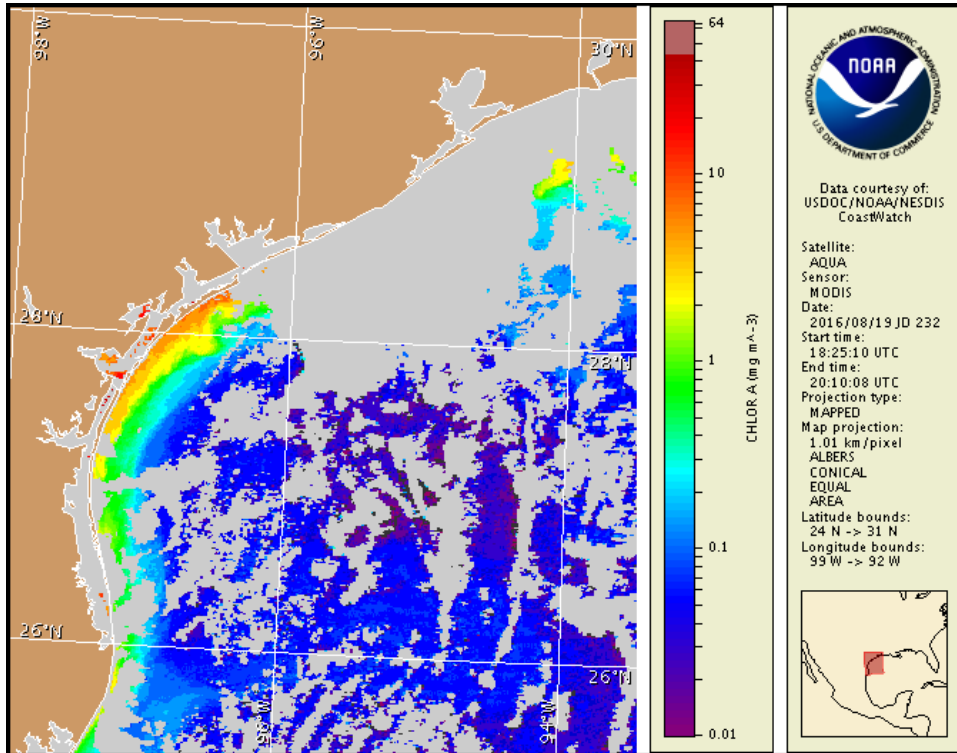 98°W
96°W
30°N
28°N
28°N
26°N
26°N
96°W
94°W
64
10
1
0.1
0.01
CHLOR A (mg m^-3)
NATIONAL OCEANIC AND ATMOSPHERIC ADMINISTRATION
NOAA
U.S. DEPARTMENT OF COMMERCE
Data courtesy of:
USDOC/NOAA/NESDIS
CoastWatch
Satellite:
AQUA
Sensor:
MODIS
Date:
2016/08/19 JD 232
Start time:
18:25:10 UTC
End time:
20:10:08 UTC
Projection type:
MAPPED
Map projection:
1.01 km/pixel
ALBERS
CONICAL
EQUAL
AREA
Latitude bounds:
24 N -> 31 N
Longitude bounds:
99 W -> 92 W